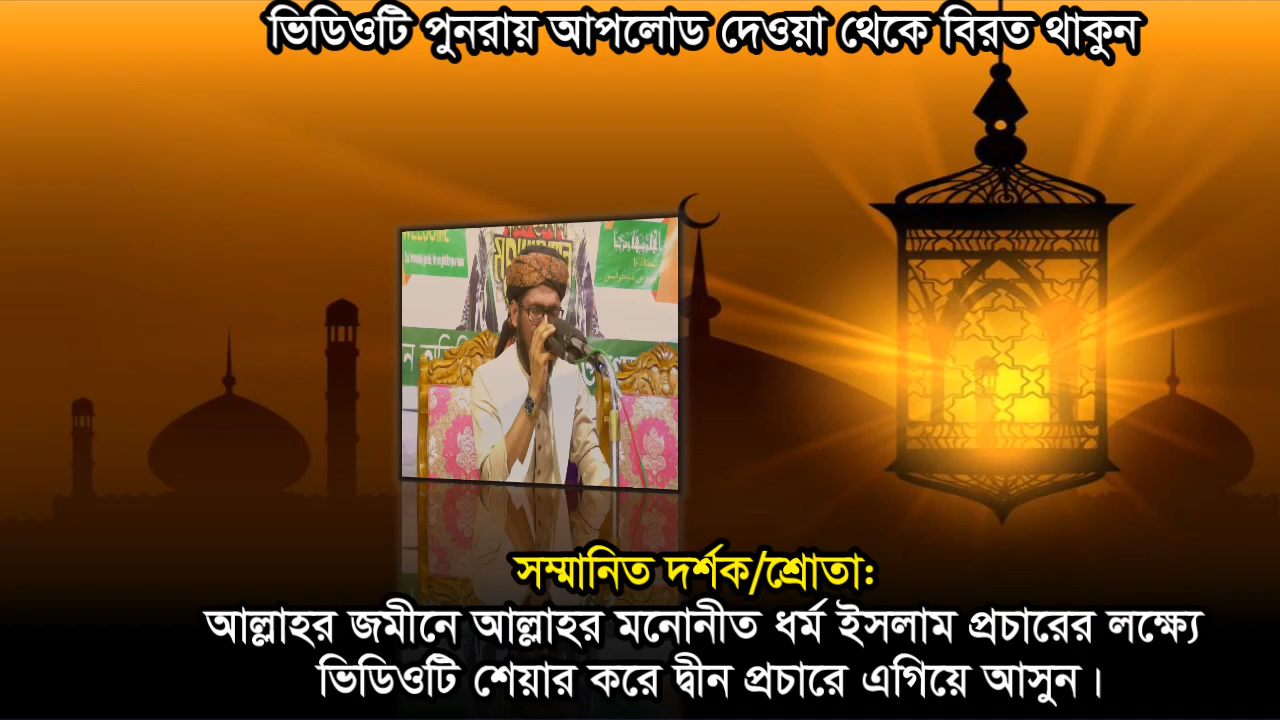 ভিডিওটি পুনরায় আপলোড দেওয়া থেকে বিরত থাকুন
WELCOME
সম্মানিত দর্শক/শ্রোতা:
আল্লাহর জমীনে আল্লাহর মনোনীত ধর্ম ইসলাম প্রচারের লক্ষ্যে
ভিডিওটি শেয়ার করে দ্বীন প্রচারে এগিয়ে আসুন।